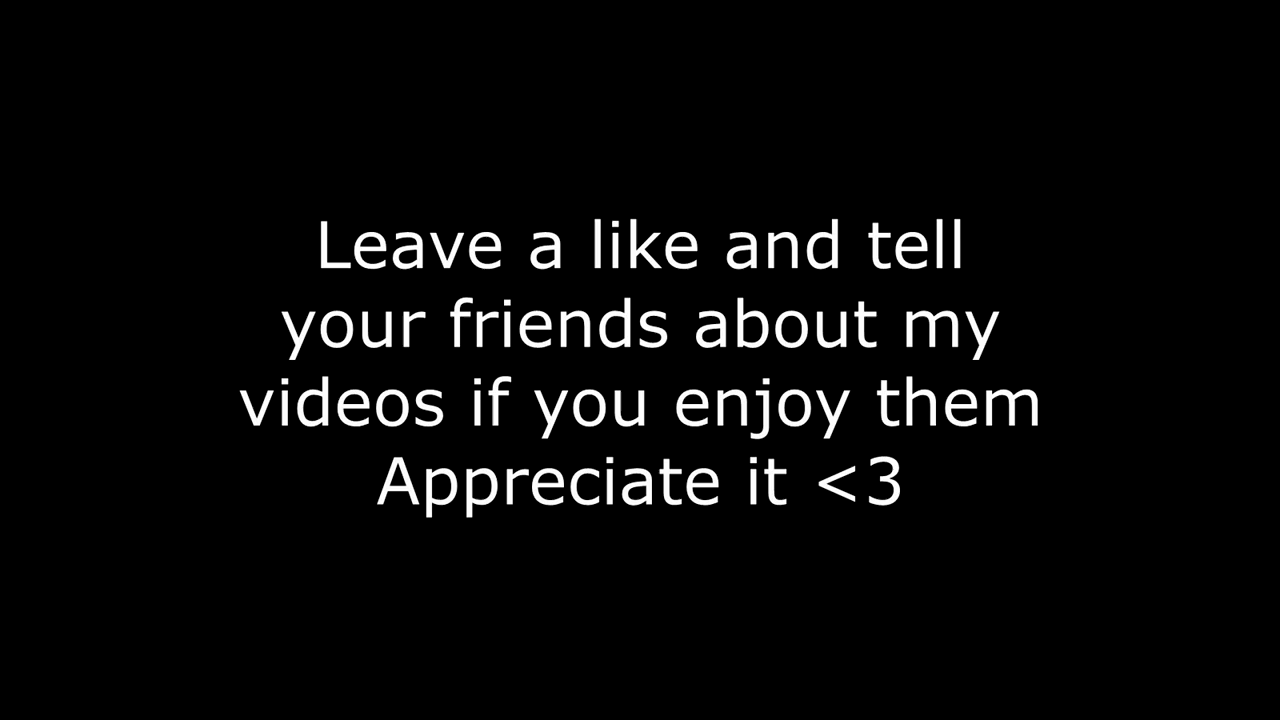 Leave a like and tell
your friends about my
videos if you enjoy them
Appreciate it <3